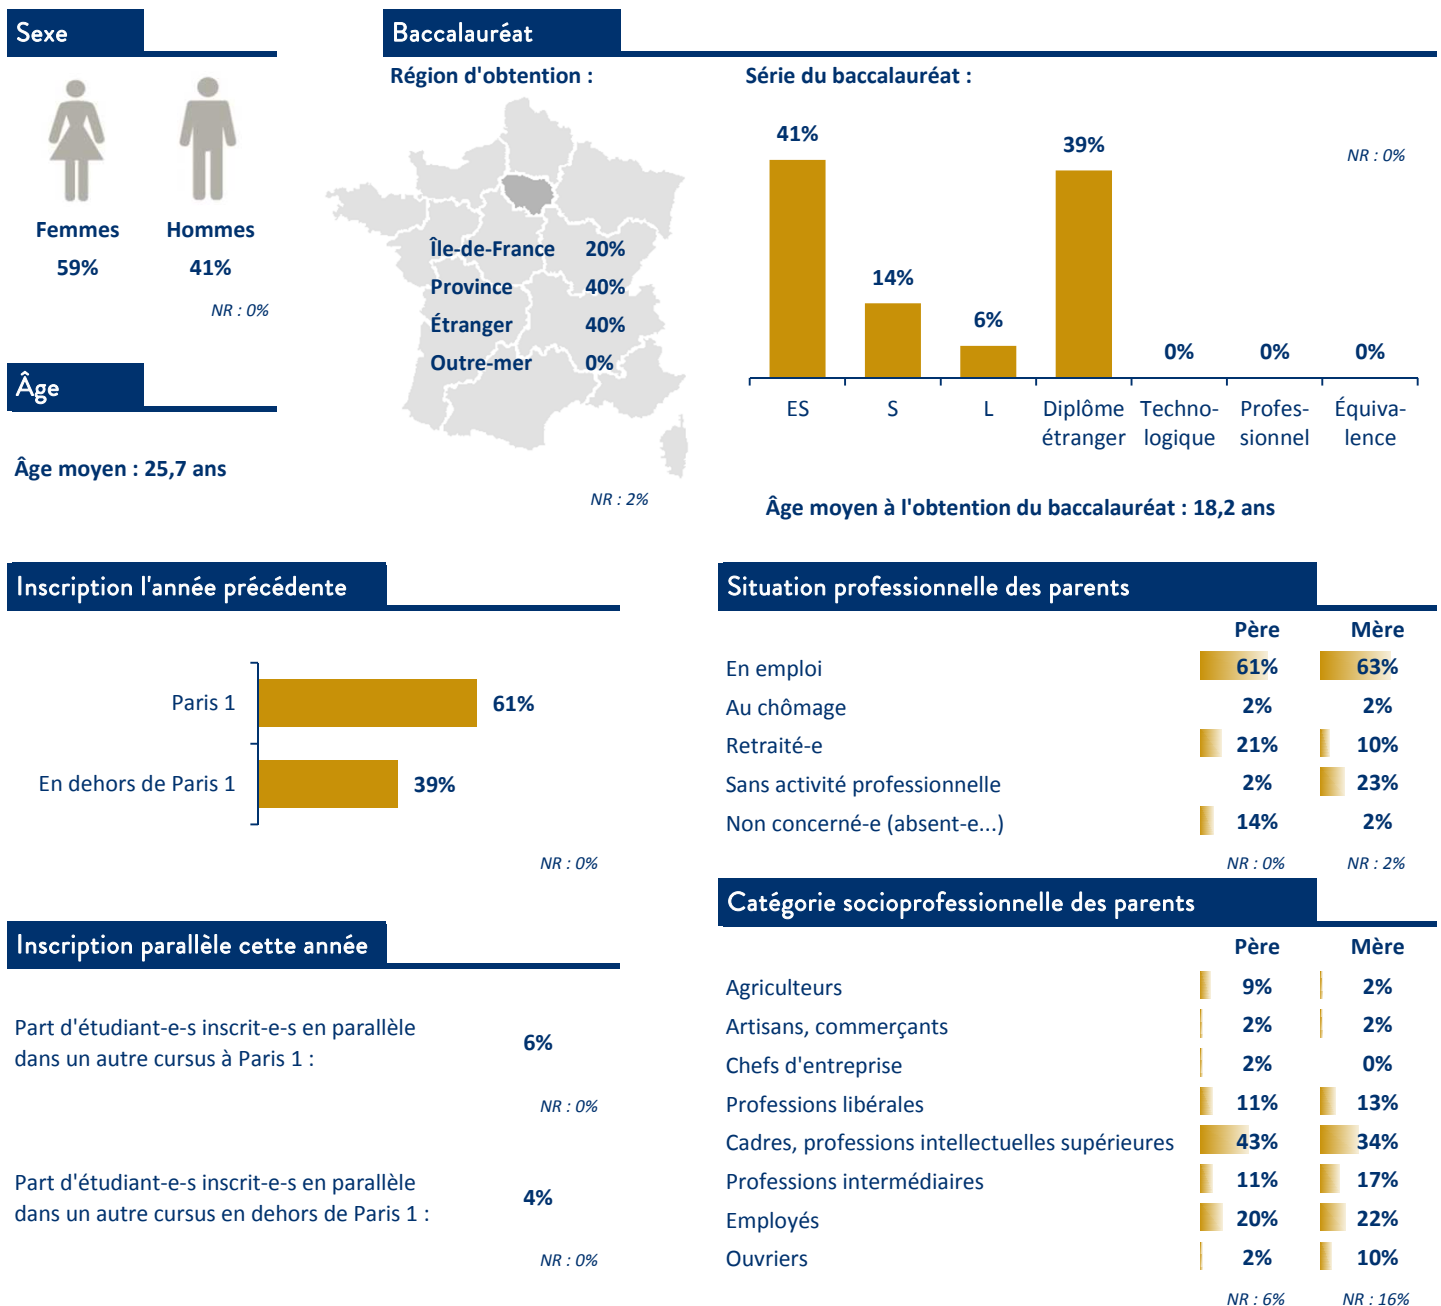 Sexe
Femmes Hommes
59% 41%
NR : 0%
Âge
Âge moyen : 25,7 ans
Baccalauréat
Région d'obtention :
Île-de-France 20%
Province 40%
Étranger 40%
Outre-mer 0%
NR : 2%
Série du baccalauréat :
NR : 0%
41% 14% 6% 39% 0% 0% 0%
ES S L Diplôme Techno- Profes- Équiva-
étranger logique sionnel lence
Âge moyen à l'obtention du baccalauréat : 18,2 ans
Inscription l'année précédente
Paris 1 61%
En dehors de Paris 1 39%
NR : 0%
Inscription parallèle cette année
Part d'étudiant-e-s inscrit-e-s en parallèle
dans un autre cursus à Paris 1 :
6%
NR : 0%
Part d'étudiant-e-s inscrit-e-s en parallèle
dans un autre cursus en dehors de Paris 1 :
4%
NR : 0%
Situation professionnelle des parents
Père Mère
En emploi 61% 63%
Au chômage 2% 2%
Retraité-e 21% 10%
Sans activité professionnelle 2% 23%
Non concerné-e (absent-e...) 14% 2%
NR : 0% NR : 2%
Catégorie socioprofessionnelle des parents
Père Mère
Agriculteurs 9% 2%
Artisans, commerçants 2% 2%
Chefs d'entreprise 2% 0%
Professions libérales 11% 13%
Cadres, professions intellectuelles supérieures 43% 34%
Professions intermédiaires 11% 17%
Employés 20% 22%
Ouvriers 2% 10%
NR : 6% NR : 16%